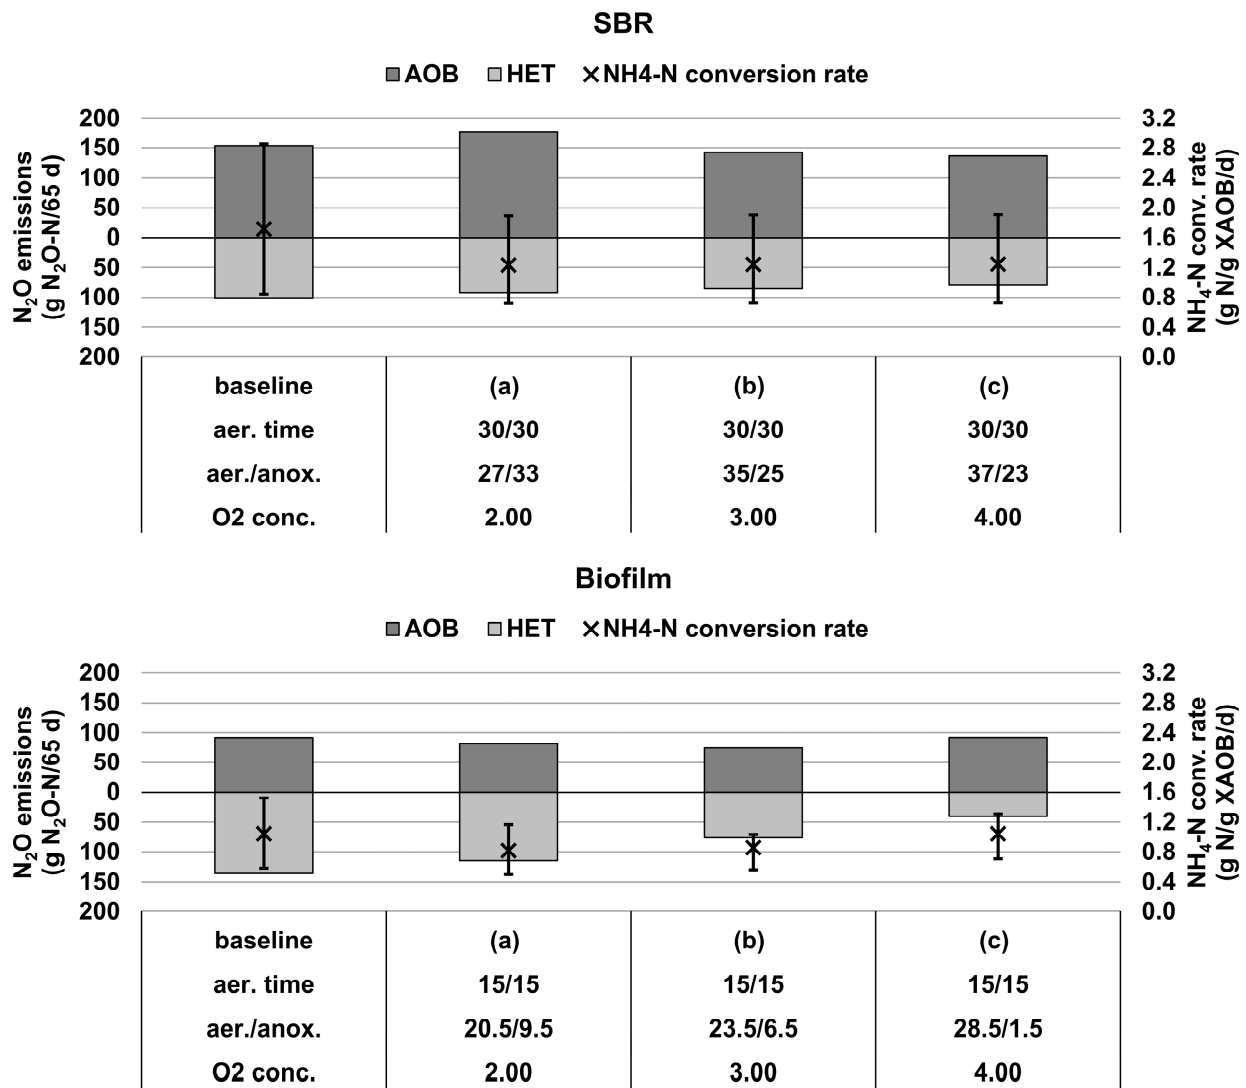 SBR
AOB HET NH4-N conversion rate
N2O emissions
(g N2O-N/65 d)
200
150
100
50
0
50
100
150
200
3.2
2.8
2.4
2.0
1.6
1.2
0.8
0.4
0.0
NH4-N conv. rate
(g N/g XAOB/d)
baseline (a) (b) (c)
aer. time 30/30 30/30 30/30
aer./anox. 27/33 35/25 37/23
O2 conc. 2.00 3.00 4.00
Biofilm
AOB HET NH4-N conversion rate
N2O emissions
(g N2O-N/65 d)
200
150
100
50
0
50
100
150
200
3.2
2.8
2.4
2.0
1.6
1.2
0.8
0.4
0.0
NH4-N conv. rate
(g N/g XAOB/d)
baseline (a) (b) (c)
aer. time 15/15 15/15 15/15
aer./anox. 20.5/9.5 23.5/6.5 28.5/1.5
O2 conc. 2.00 3.00 4.00